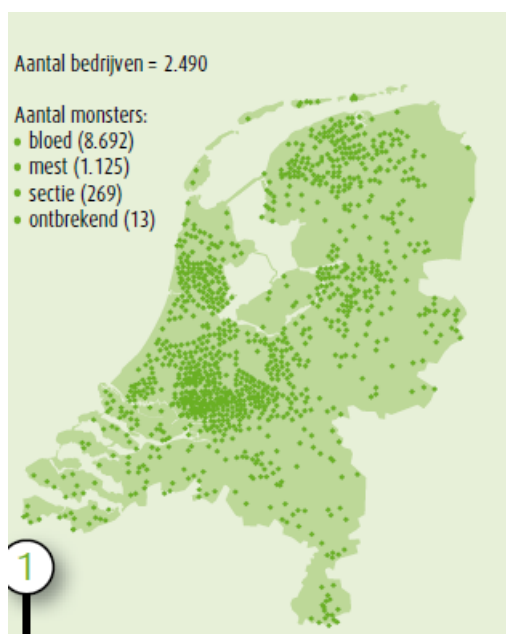 Aantal bedrijven = 2.490
Aantal monsters:
• bloed (8.692)
• mest (1.125)
• sectie (269)
• ontbrekend (13)
1